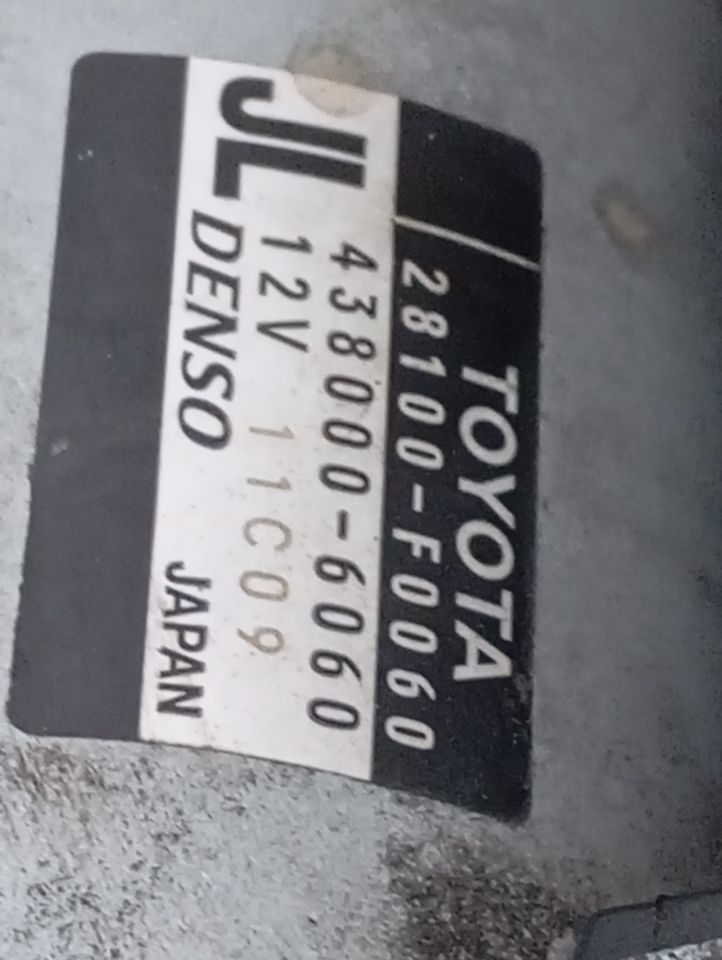 TOYOTA
28100-F0060
JL 438000-6060
12V 11C09
DENSO JAPAN